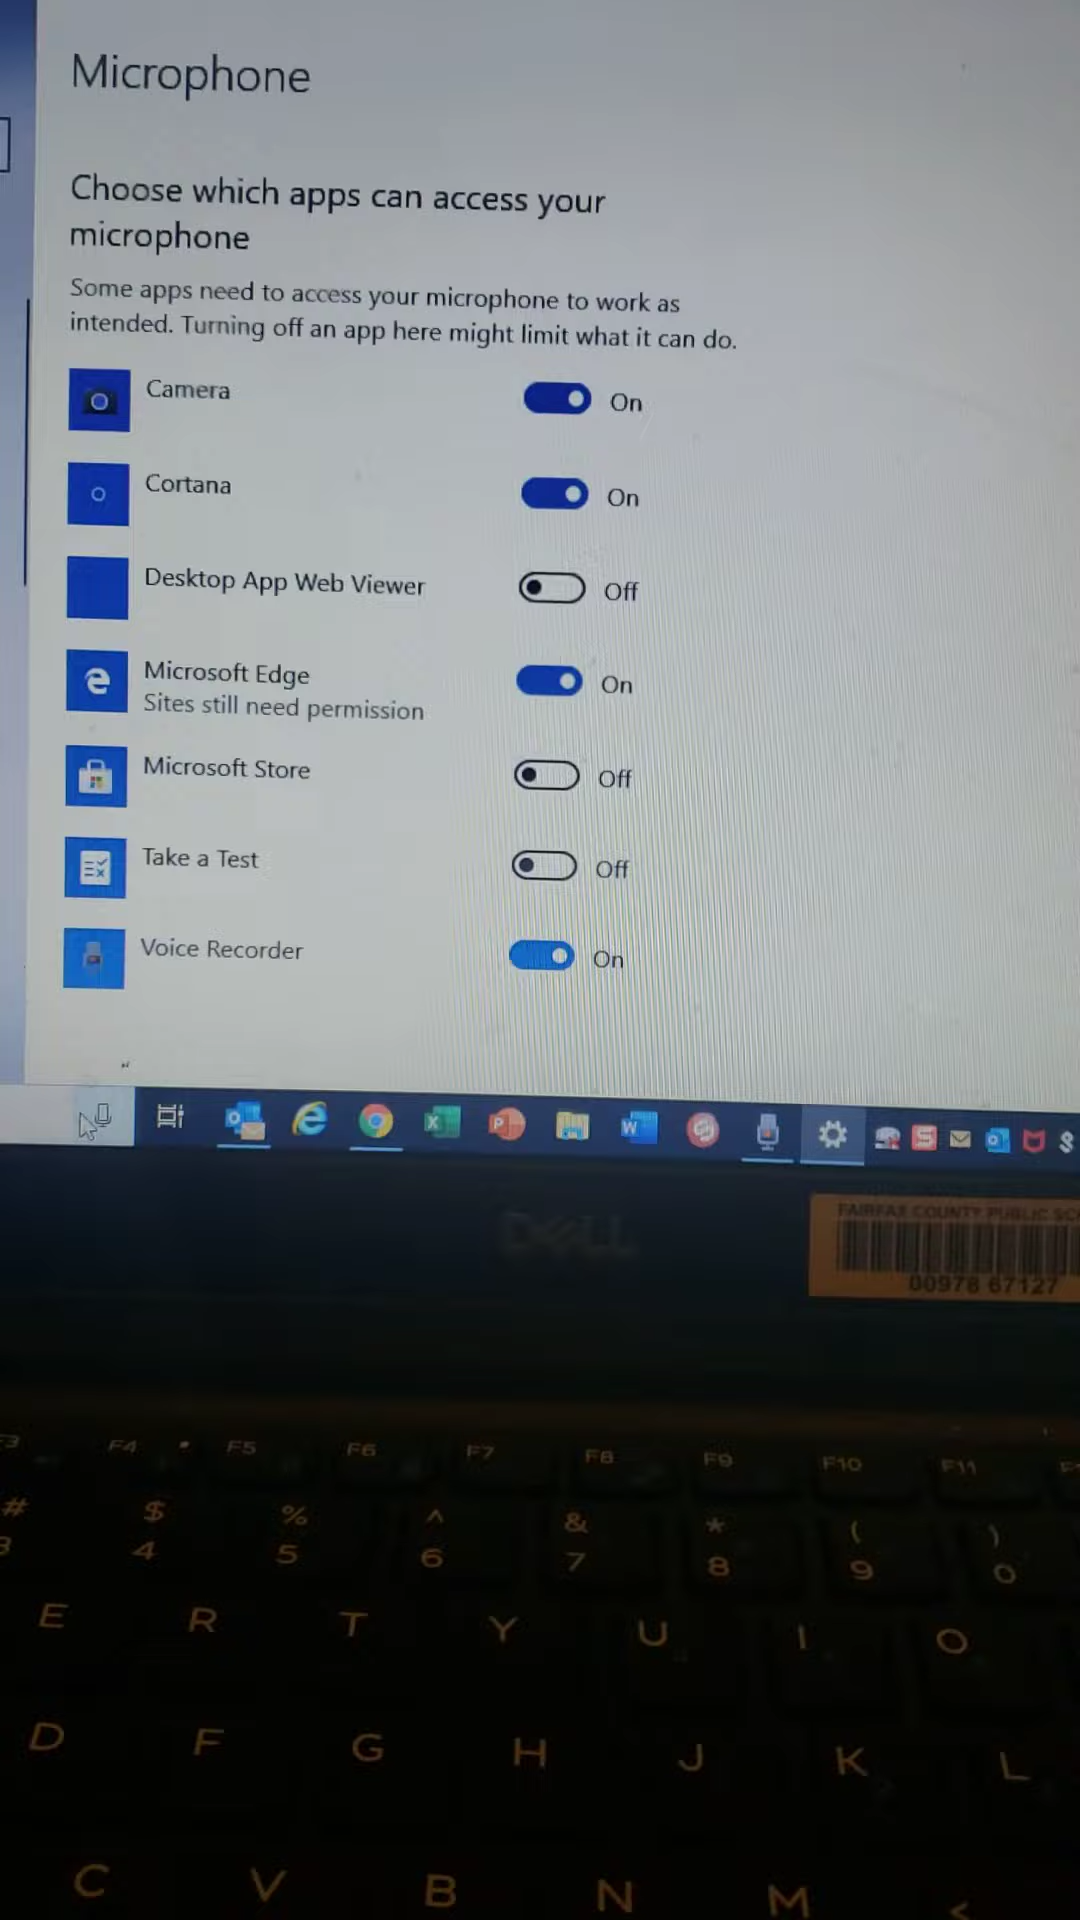 Microphone
Choose which apps can access your
microphone
Some apps need to access your microphone to work as
intended. Turning off an app here might limit what it can do.
Camera On
Cortana On
Desktop App Web Viewer Off
Microsoft Edge On
Sites still need permission
Microsoft Store Off
Take a Test Off
Voice Recorder On
DELL
FAIRFAX COUNTY PUBLIC SC
00978 67127
F4 F5 F6 F7 F8 F9 F10 F11
# $ % ^ & * ( )
3 4 5 6 7 8 9 0
E R T Y U I O
D F G H J K L
C V B N M <